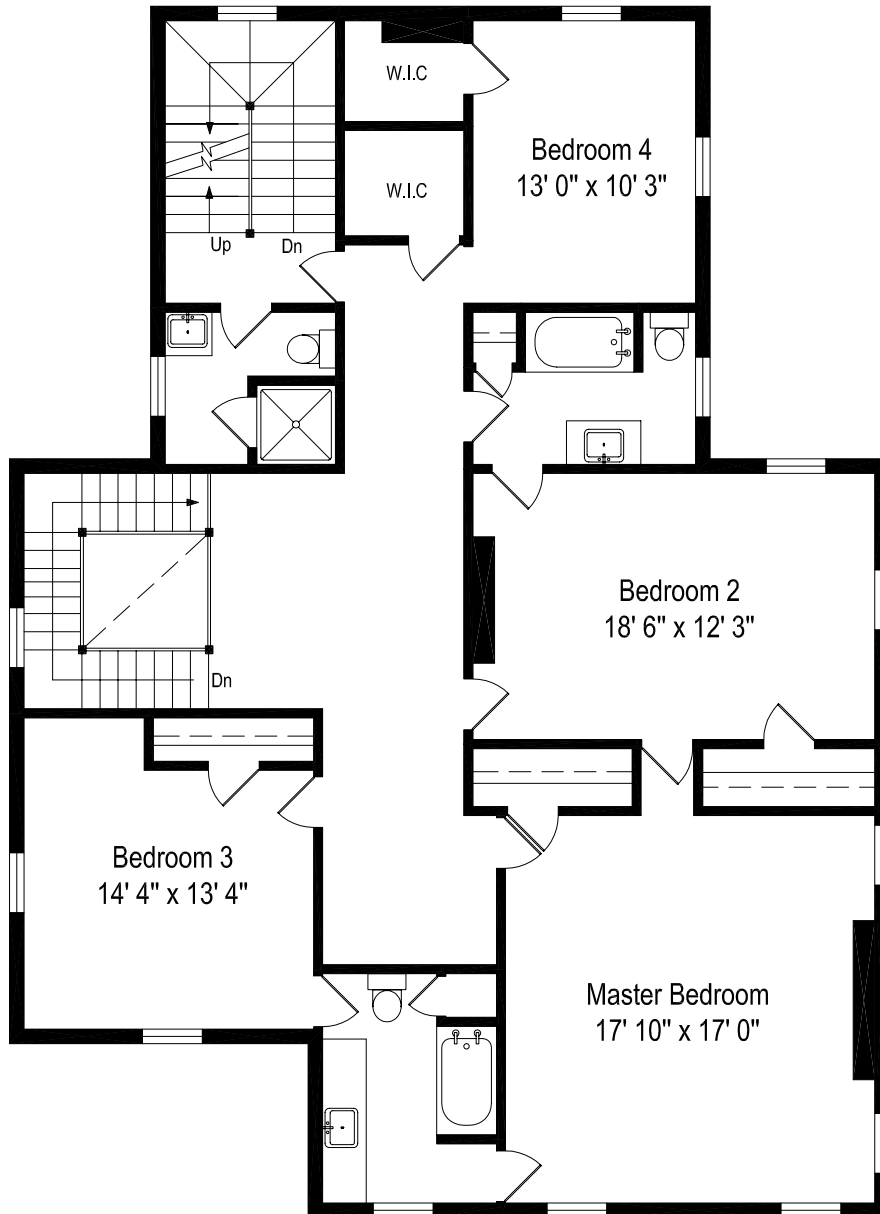 W.I.C
Bedroom 4
13' 0" x 10' 3"
W.I.C
Up
Dn
Bedroom 2
18' 6" x 12' 3"
Dn
Bedroom 3
14' 4" x 13' 4"
Master Bedroom
17' 10" x 17' 0"